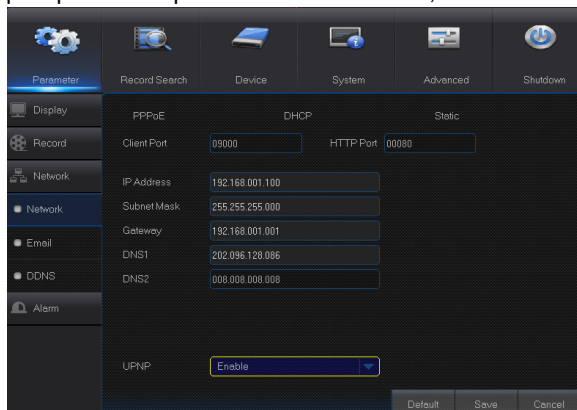 Parameter Record Search Device System Advanced Shutdown
Display
Record
Network
Network
Email
DDNS
Alarm
PPPoE DHCP Static
Client Port 09000 HTTP Port 00080
IP Address 192.168.001.100
Subnet Mask 255.255.255.000
Gateway 192.168.001.001
DNS1 202.096.128.086
DNS2 008.008.008.008
UPNP Enable
Default Save Cancel